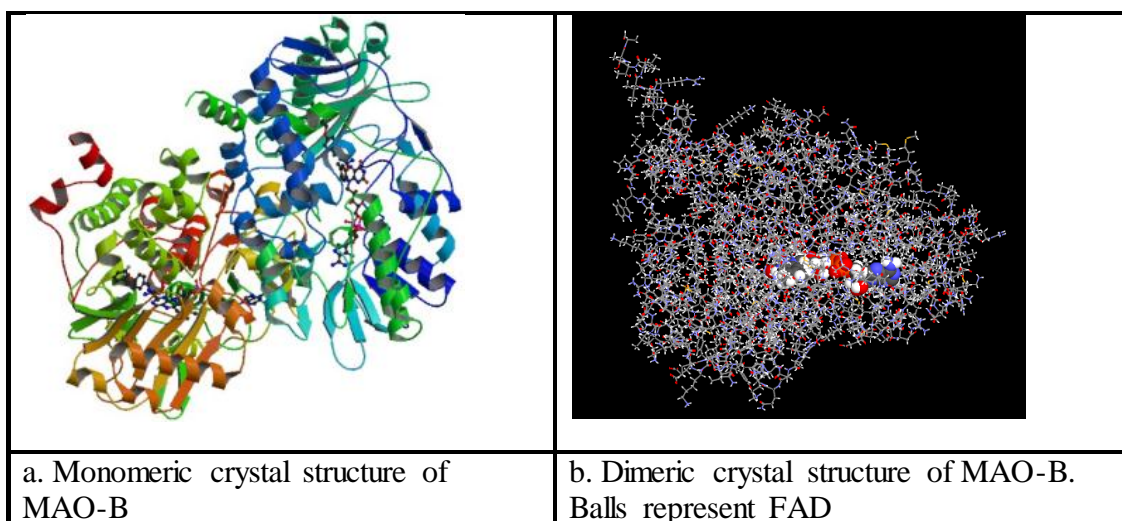 a. Monomeric crystal structure of
MAO-B
b. Dimeric crystal structure of MAO-B.
Balls represent FAD